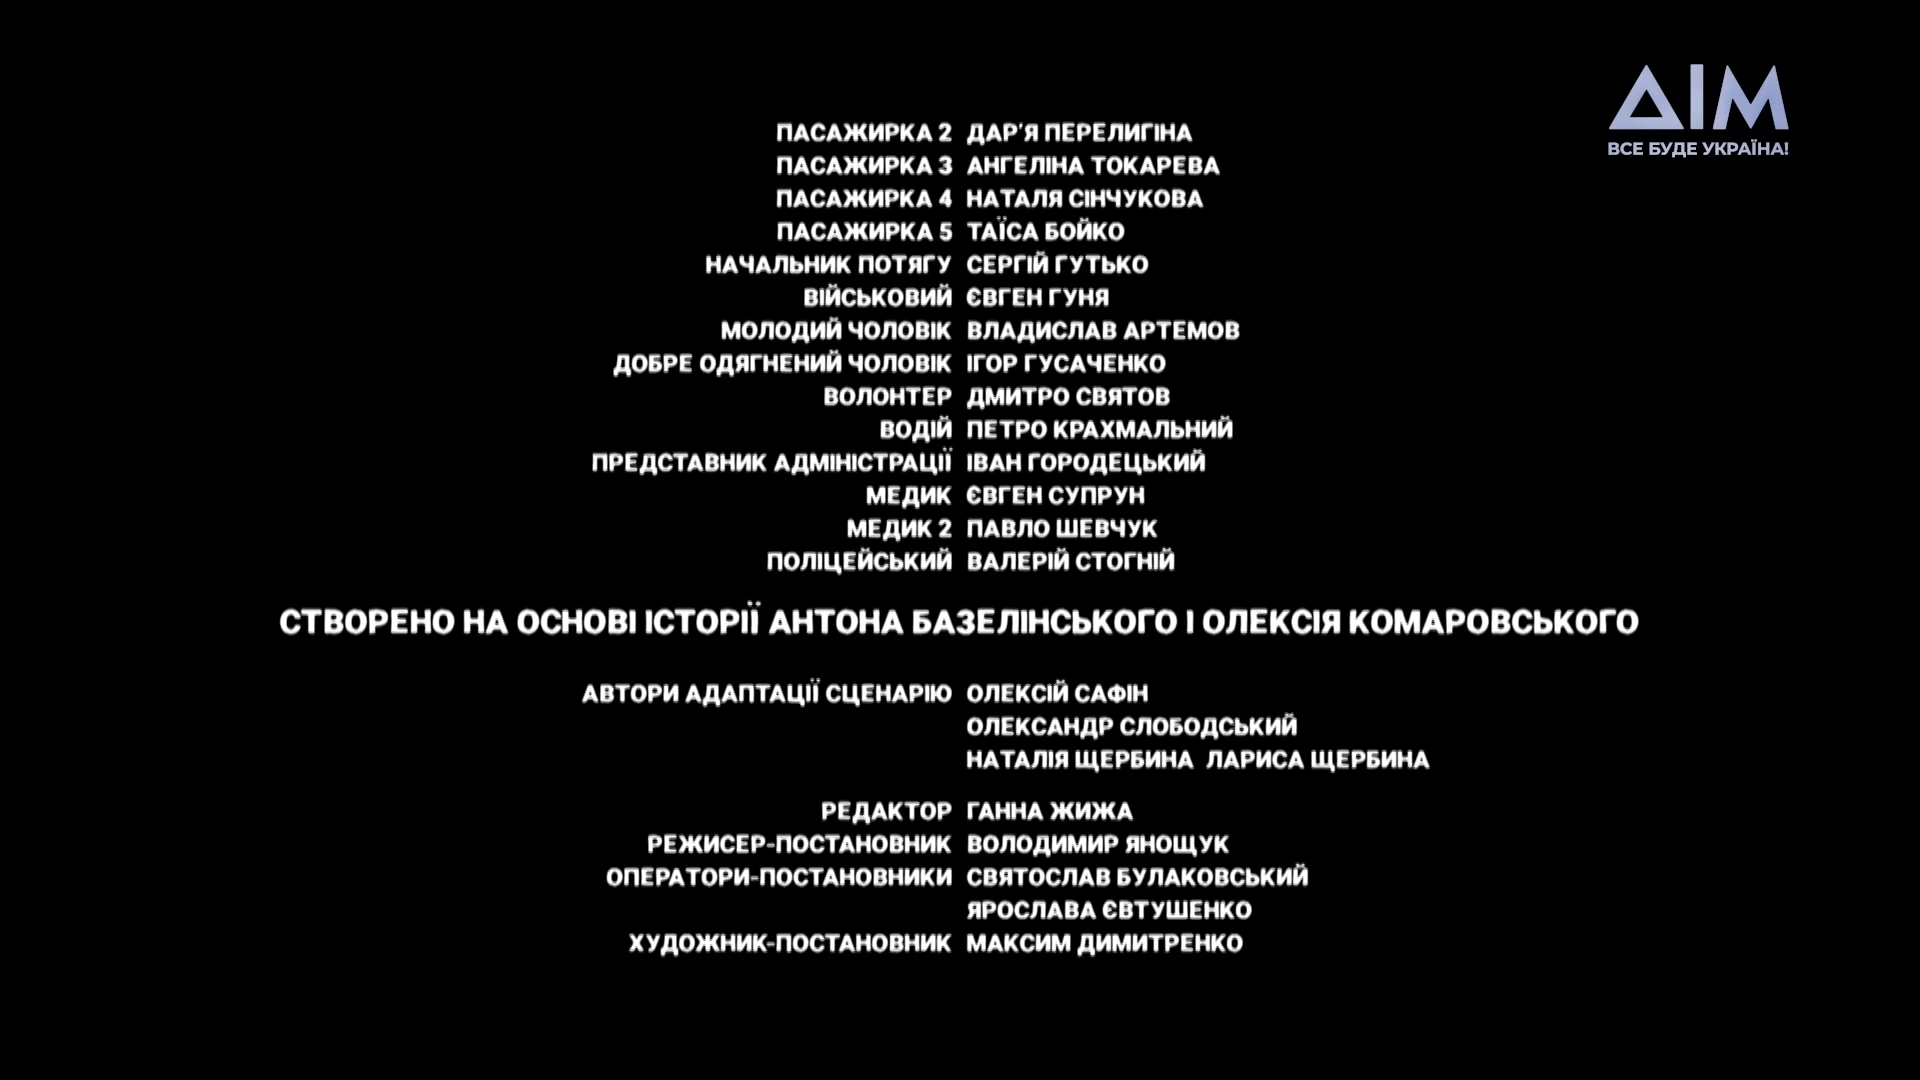 ДІМ
ВСЕ БУДЕ УКРАЇНА!
ПАСАЖИРКА 2 ДАР'Я ПЕРЕЛИГІНА
ПАСАЖИРКА 3 АНГЕЛІНА ТОКАРЕВА
ПАСАЖИРКА 4 НАТАЛЯ СІНЧУКОВА
ПАСАЖИРКА 5 ТАЇСА БОЙКО
НАЧАЛЬНИК ПОТЯГУ СЕРГІЙ ГУТЬКО
ВІЙСЬКОВИЙ ЄВГЕН ГУНЯ
МОЛОДИЙ ЧОЛОВІК ВЛАДИСЛАВ АРТЕМОВ
ДОБРЕ ОДЯГНЕНИЙ ЧОЛОВІК ІГОР ГУСАЧЕНКО
ВОЛОНТЕР ДМИТРО СВЯТОВ
ВОДІЙ ПЕТРО КРАХМАЛЬНИЙ
ПРЕДСТАВНИК АДМІНІСТРАЦІЇ ІВАН ГОРОДЕЦЬКИЙ
МЕДИК ЄВГЕН СУПРУН
МЕДИК 2 ПАВЛО ШЕВЧУК
ПОЛІЦЕЙСЬКИЙ ВАЛЕРІЙ СТОГНІЙ
СТВОРЕНО НА ОСНОВІ ІСТОРІЇ АНТОНА БАЗЕЛІНСЬКОГО І ОЛЕКСІЯ КОМАРОВСЬКОГО
АВТОРИ АДАПТАЦІЇ СЦЕНАРІЮ ОЛЕКСІЙ САФІН
ОЛЕКСАНДР СЛОБОДСЬКИЙ
НАТАЛІЯ ЩЕРБИНА ЛАРИСА ЩЕРБИНА
РЕДАКТОР ГАННА ЖИЖА
РЕЖИСЕР-ПОСТАНОВНИК ВОЛОДИМИР ЯНОЩУК
ОПЕРАТОРИ-ПОСТАНОВНИКИ СВЯТОСЛАВ БУЛАКОВСЬКИЙ
ЯРОСЛАВА ЄВТУШЕНКО
ХУДОЖНИК-ПОСТАНОВНИК МАКСИМ ДИМИТРЕНКО